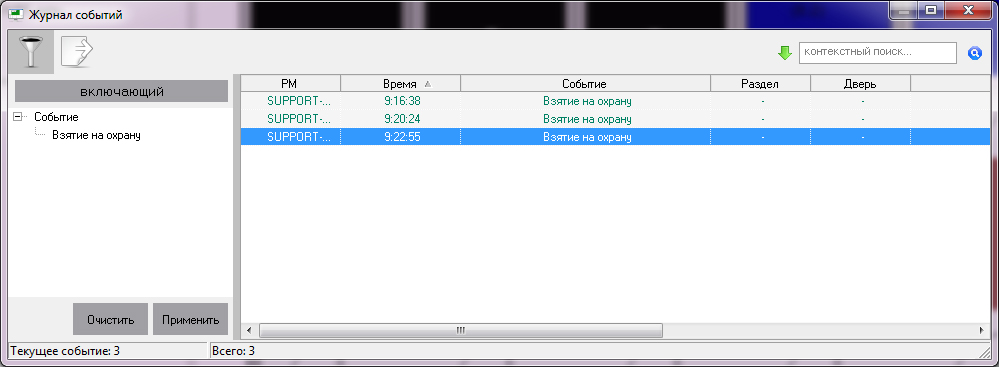 Журнал событий
контекстный поиск...
включающий
Событие
Взятие на охрану
РМ Время Событие Раздел Дверь
SUPPORT-... 9:16:38 Взятие на охрану - -
SUPPORT-... 9:20:24 Взятие на охрану - -
SUPPORT-... 9:22:55 Взятие на охрану - -
Очистить Применить
Текущее событие: 3 Всего: 3